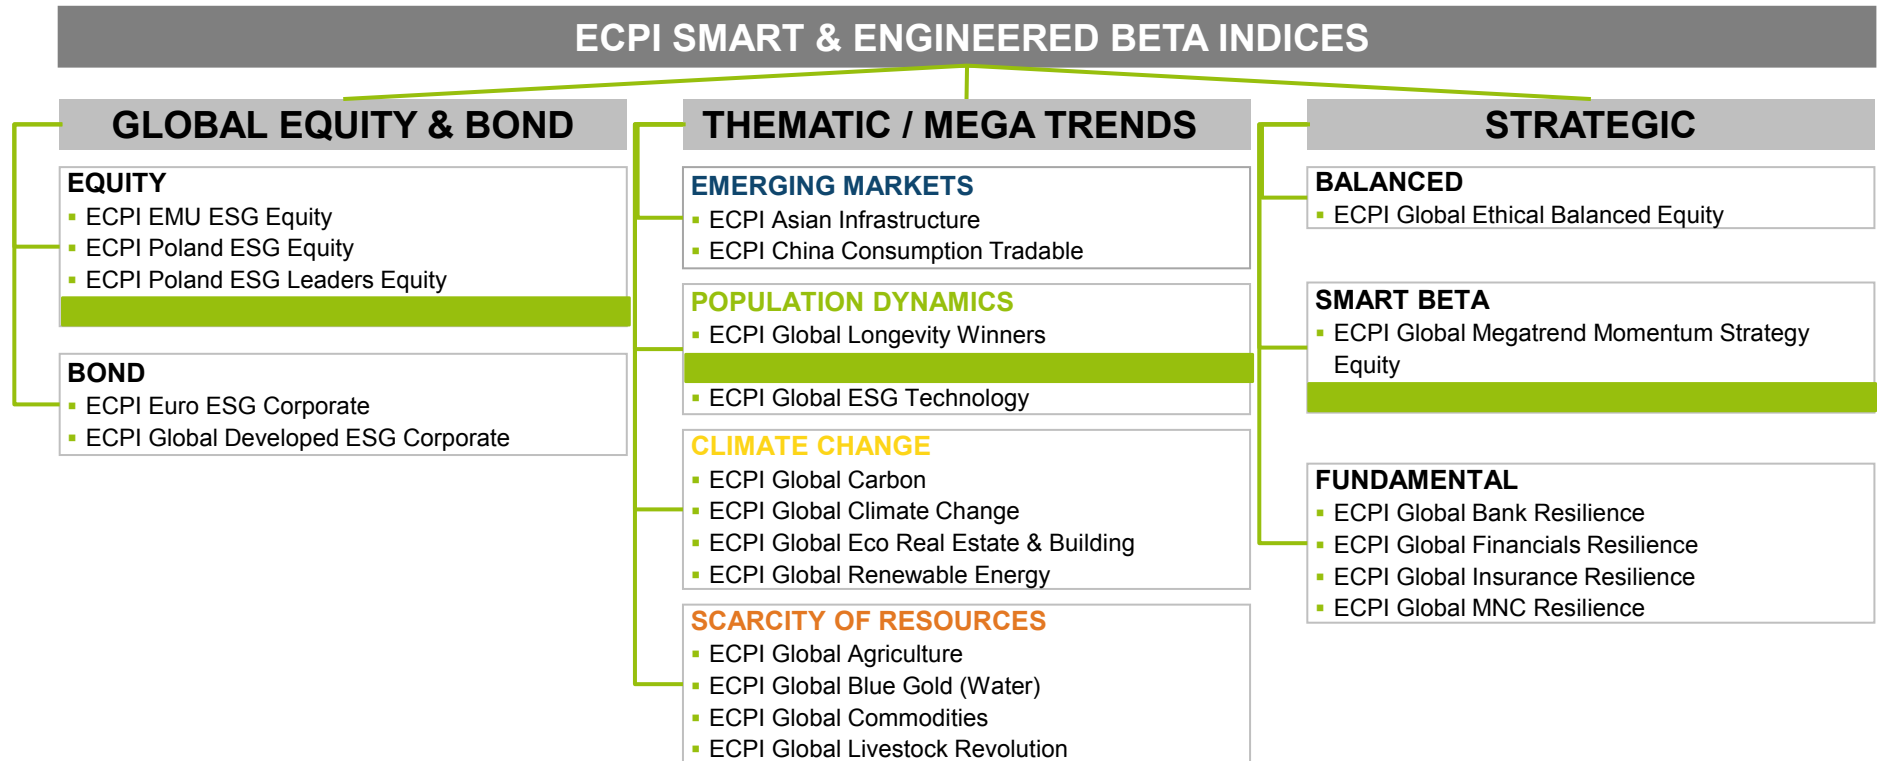 ECPI SMART & ENGINEERED BETA INDICES
GLOBAL EQUITY & BOND
EQUITY
ECPI EMU ESG Equity
ECPI Poland ESG Equity
ECPI Poland ESG Leaders Equity
BOND
ECPI Euro ESG Corporate
ECPI Global Developed ESG Corporate
THEMATIC / MEGA TRENDS
EMERGING MARKETS
ECPI Asian Infrastructure
ECPI China Consumption Tradable
POPULATION DYNAMICS
ECPI Global Longevity Winners
ECPI Global ESG Technology
CLIMATE CHANGE
ECPI Global Carbon
ECPI Global Climate Change
ECPI Global Eco Real Estate & Building
ECPI Global Renewable Energy
SCARCITY OF RESOURCES
ECPI Global Agriculture
ECPI Global Blue Gold (Water)
ECPI Global Commodities
ECPI Global Livestock Revolution
STRATEGIC
BALANCED
ECPI Global Ethical Balanced Equity
SMART BETA
ECPI Global Megatrend Momentum Strategy
Equity
FUNDAMENTAL
ECPI Global Bank Resilience
ECPI Global Financials Resilience
ECPI Global Insurance Resilience
ECPI Global MNC Resilience